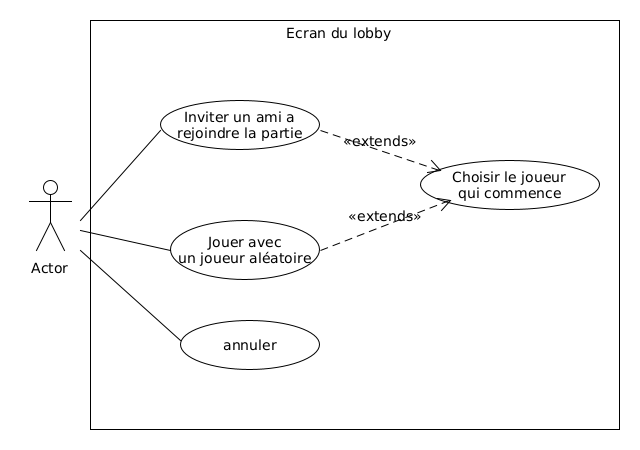 Ecran du lobby
Inviter un ami a
rejoindre la partie
«extends»
Choisir le joueur
qui commence
«extends»
Jouer avec
un joueur aléatoire
Actor
annuler